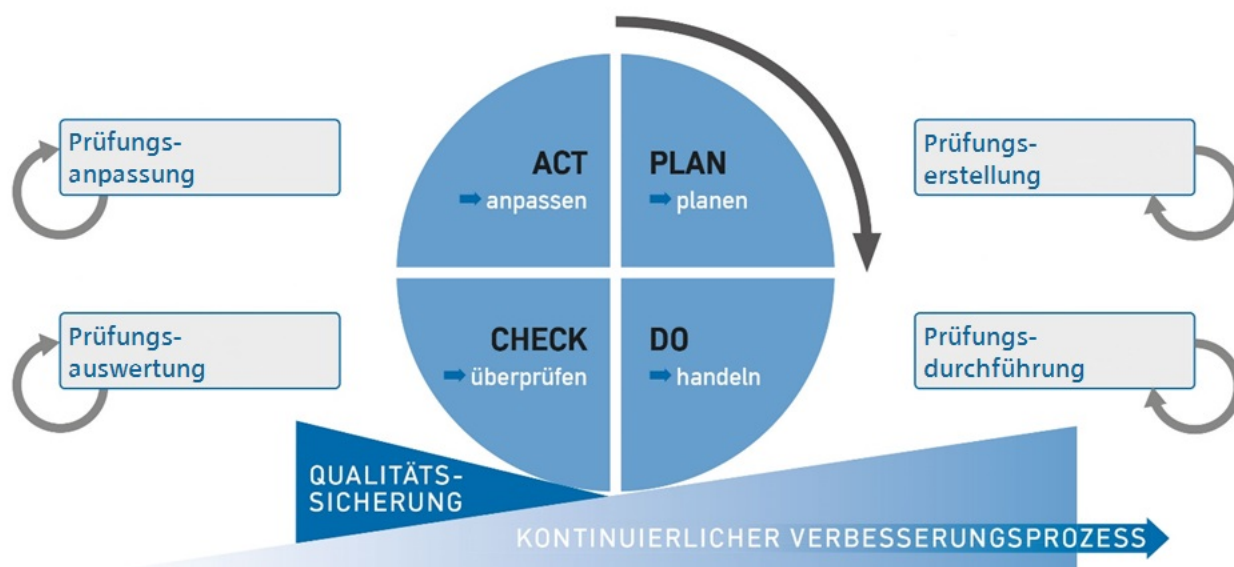 Prüfungs-
anpassung
ACT
anpassen
PLAN
planen
Prüfungs-
erstellung
Prüfungs-
auswertung
CHECK
überprüfen
DO
handeln
Prüfungs-
durchführung
QUALITÄTS-
SICHERUNG
KONTINUIERLICHER VERBESSERUNGSPROZESS